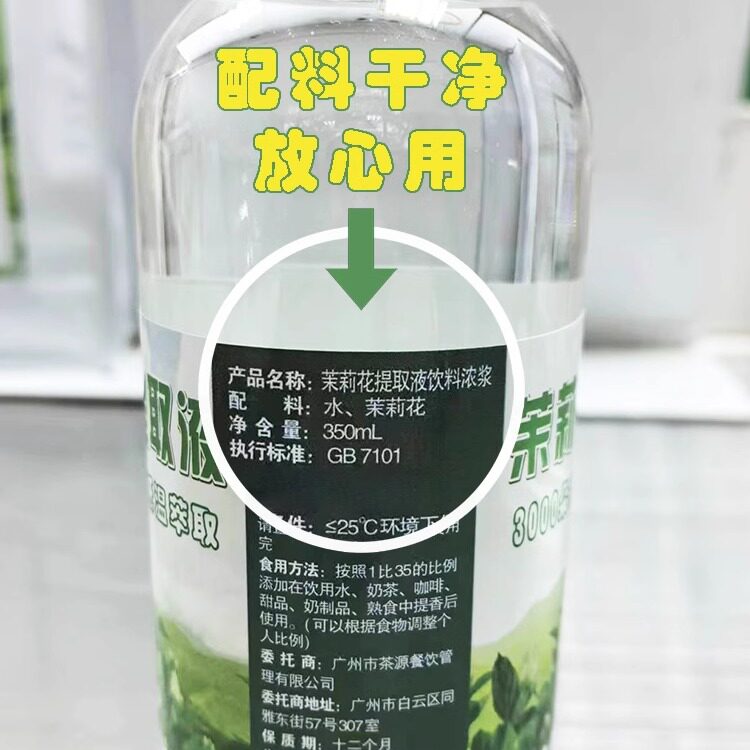 配料干净
放心用
产品名称：茉莉花提取液饮料浓浆
配　料：水、茉莉花
净含量：350mL
执行标准：GB 7101
≤25℃环境下
完
食用方法：按照1比35的比例
添加在饮用水、奶茶、咖啡、
甜品、奶制品、熟食中提香后
使用。（可以根据食物调整个
人比例）
委托商：广州市茶源餐饮管
理有限公司
委托商地址：广州市白云区同
雅东街57号307室
保质期：十二个月
取液
温萃取
茉莉
3000